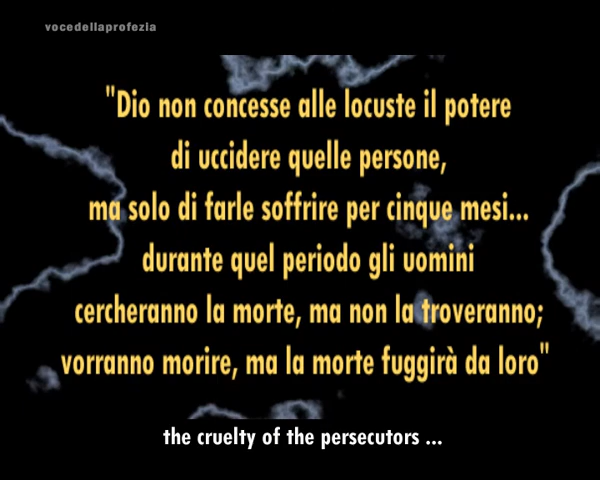 vocedellaprofezia
"Dio non concesse alle locuste il potere
di uccidere quelle persone,
ma solo di farle soffrire per cinque mesi...
durante quel periodo gli uomini
cercheranno la morte, ma non la troveranno;
vorranno morire, ma la morte fuggirà da loro"
the cruelty of the persecutors ...